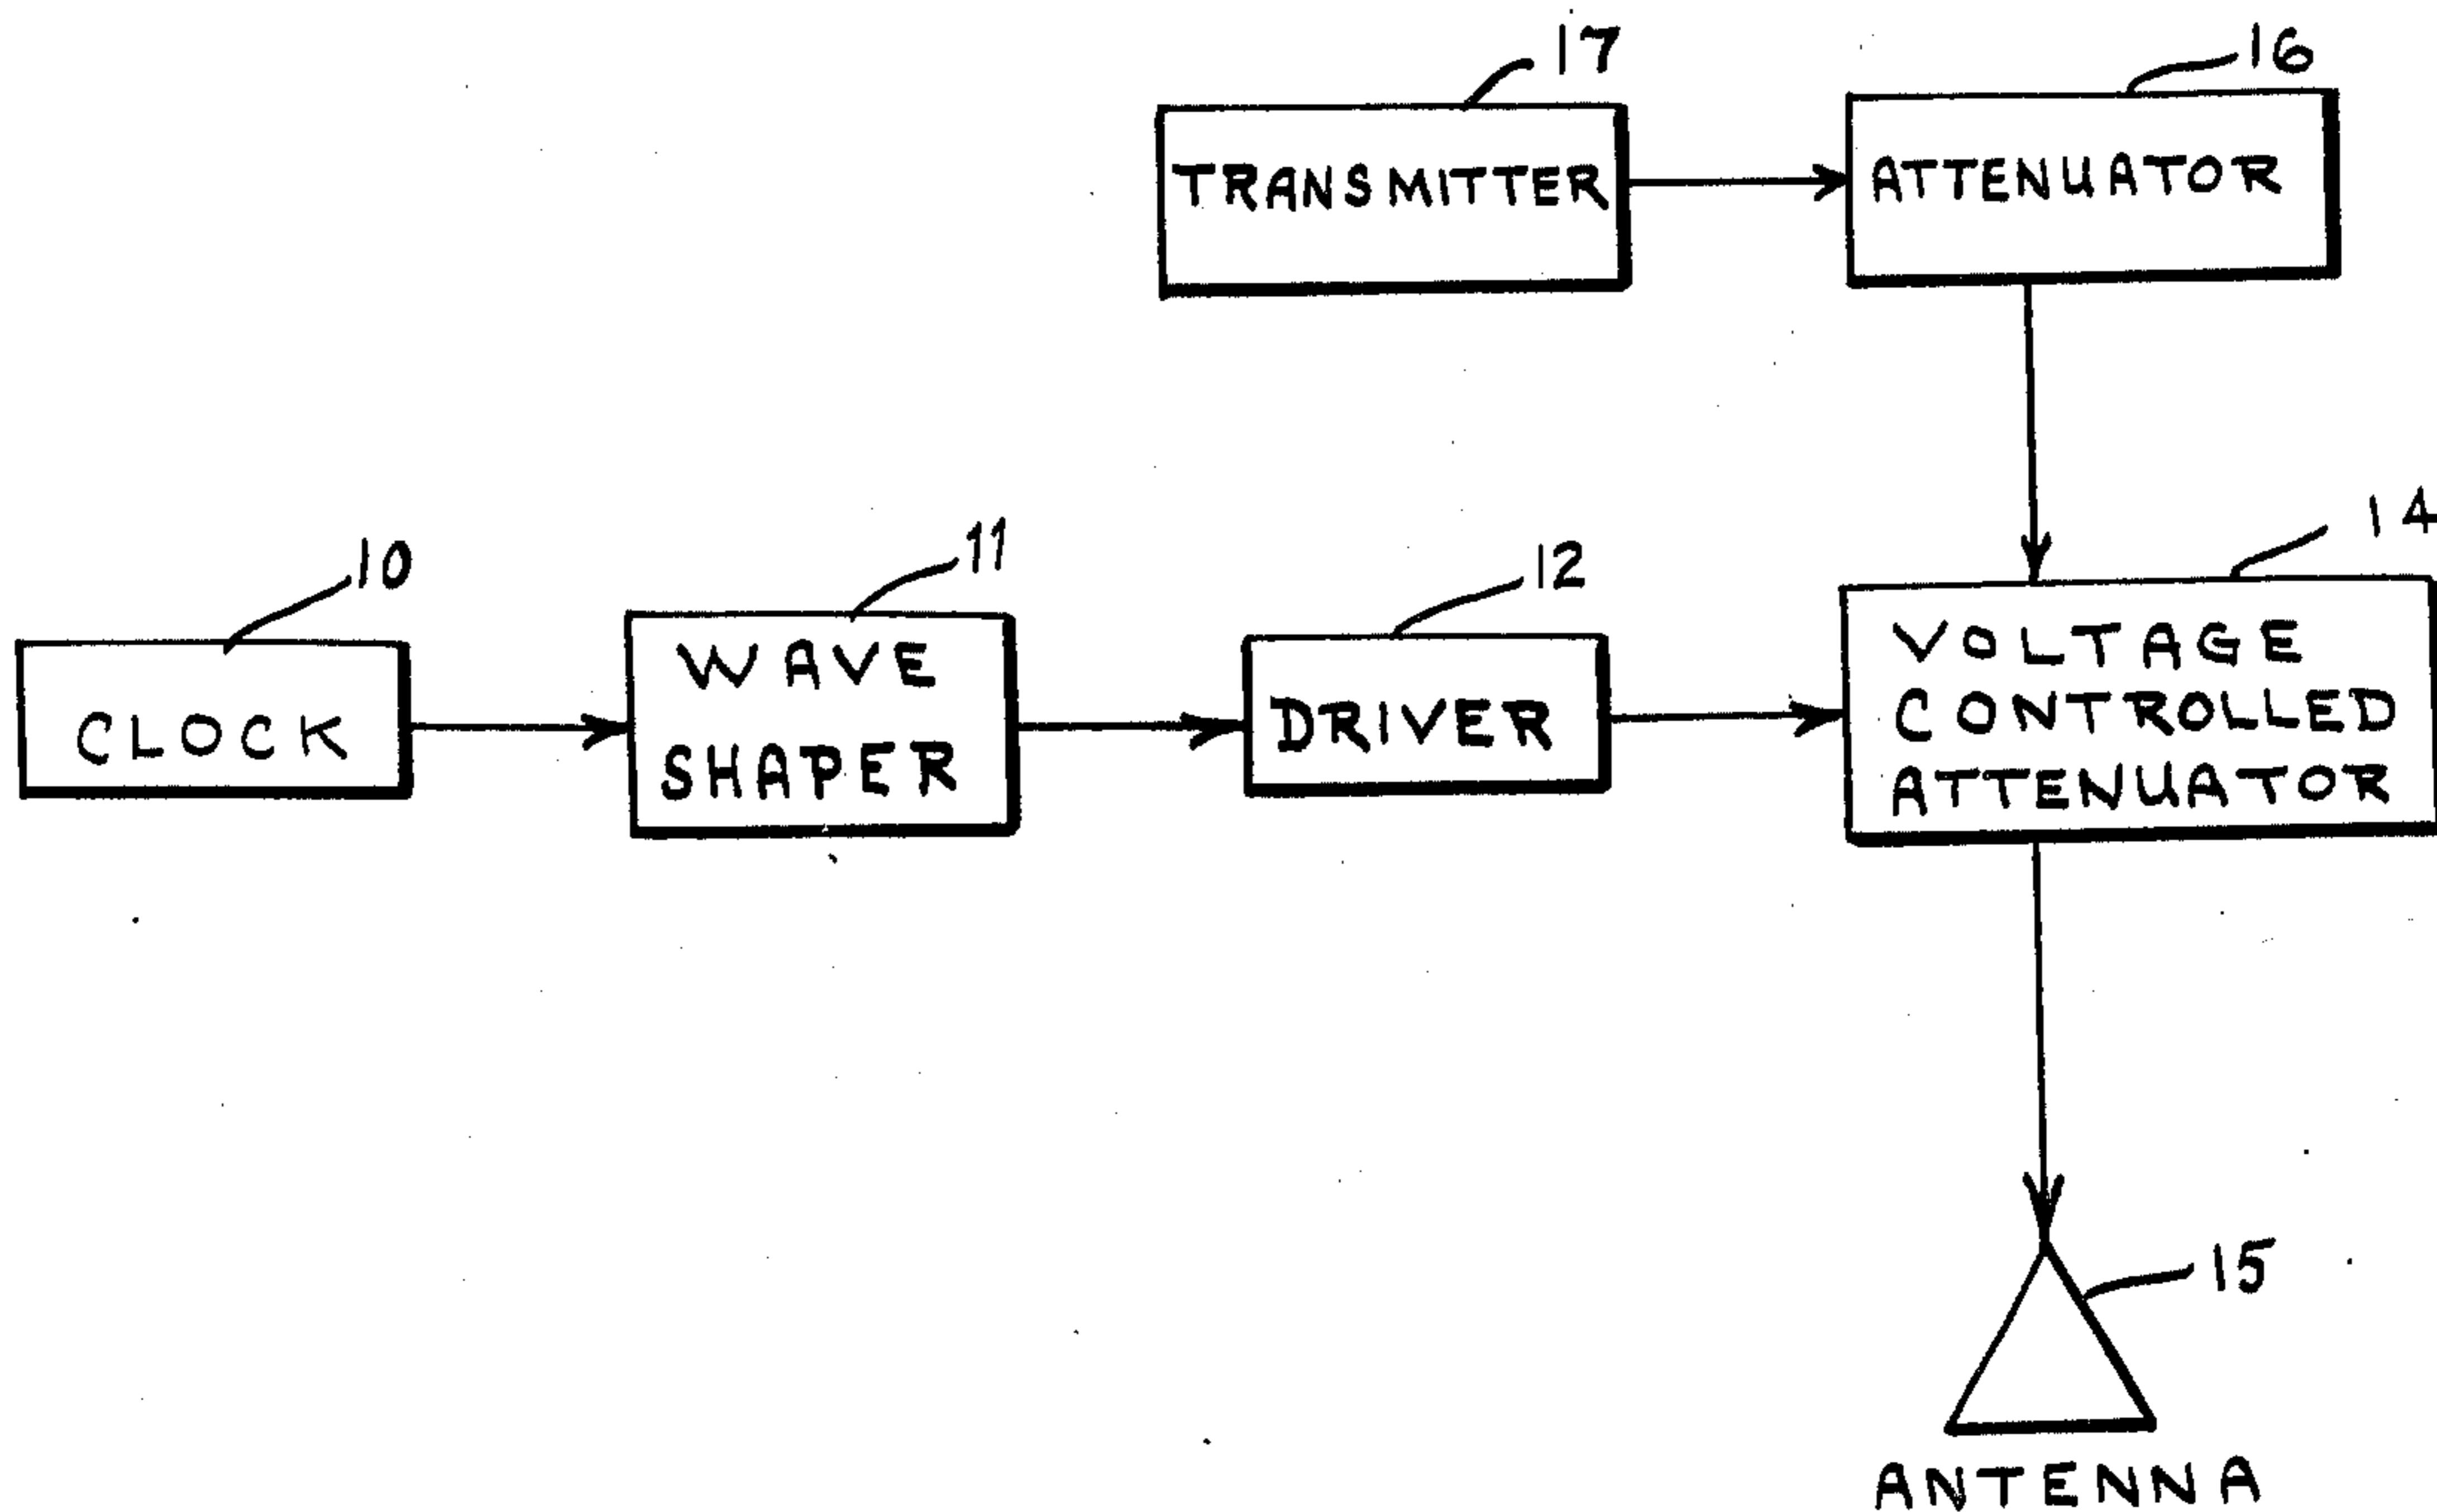 17
16
TRANSMITTER
ATTENUATOR
10
11
12
14
CLOCK
WAVE
SHAPER
DRIVER
VOLTAGE
CONTROLLED
ATTENUATOR
15
ANTENNA